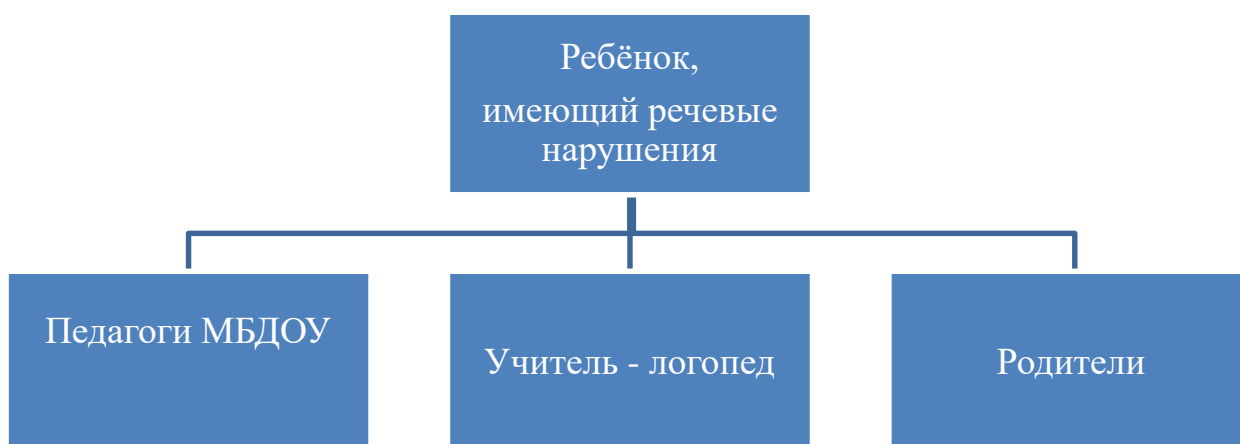 Ребёнок,
имеющий речевые
нарушения
Педагоги МБДОУ
Учитель - логопед
Родители